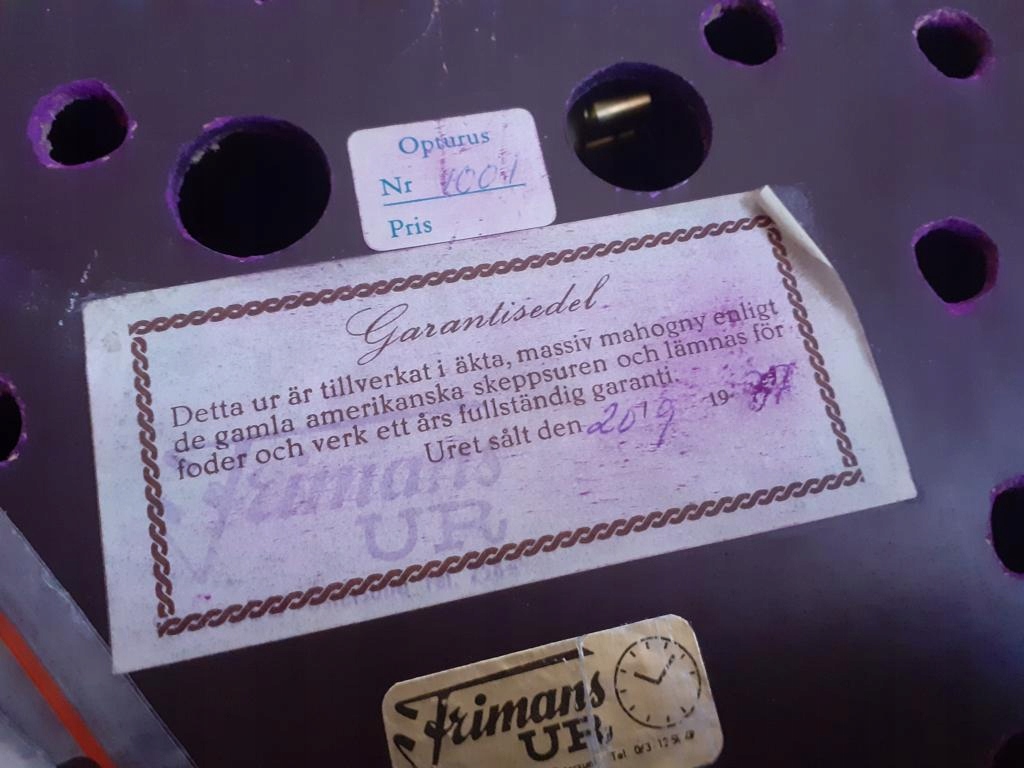 Opturus
Nr 1001
Pris
Garantisedel
Detta ur är tillverkat i äkta, massiv mahogny enligt
de gamla amerikanska skeppsuren och lämnas för
foder och verk ett års fullständig garanti.
Uret sålt den 20/9 19
Frimans
UR
Frimans
UR
Tel